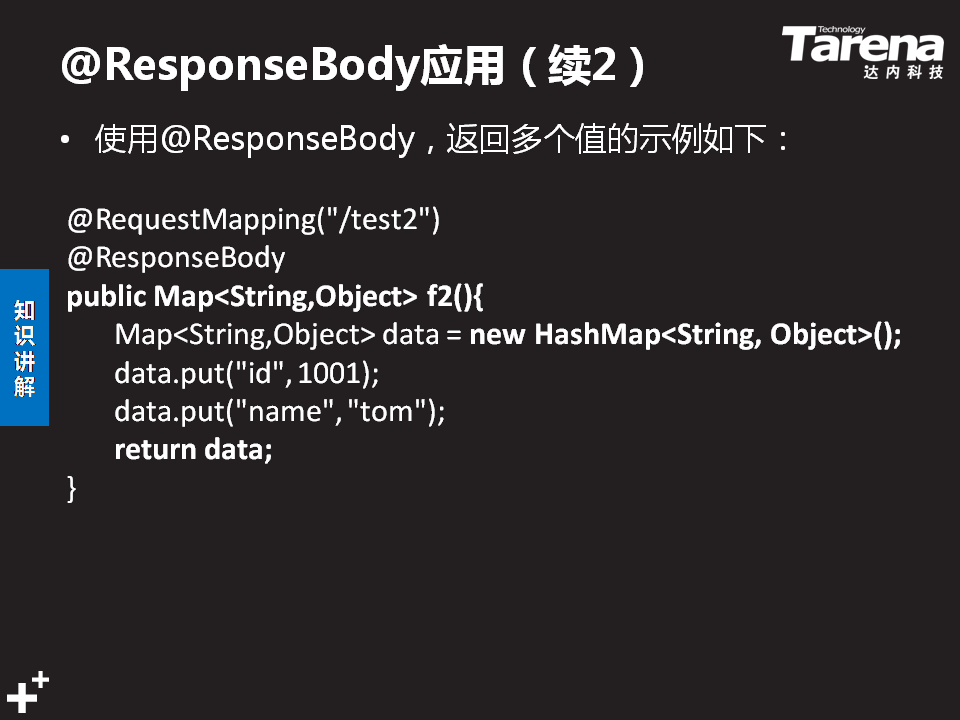 @ResponseBody应用（续2）
Technology
Tarena
达内科技
• 使用@ResponseBody，返回多个值的示例如下：
@RequestMapping("/test2")
@ResponseBody
public Map<String,Object> f2(){
Map<String,Object> data = new HashMap<String, Object>();
data.put("id", 1001);
data.put("name", "tom");
return data;
}
知识讲解